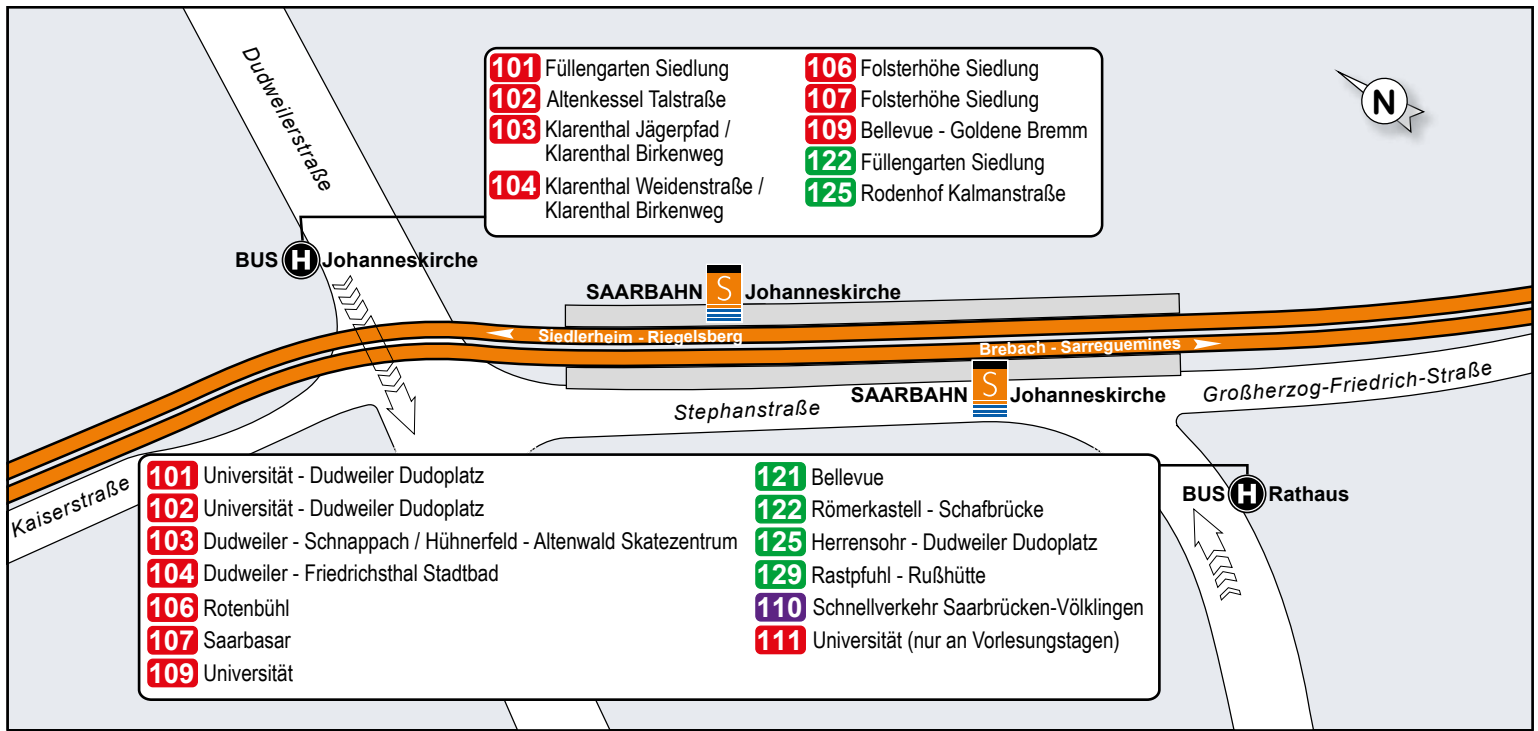 Dudweilerstraße
101 Füllengarten Siedlung
102 Altenkessel Talstraße
103 Klarenthal Jägerpfad /
Klarenthal Birkenweg
104 Klarenthal Weidenstraße /
Klarenthal Birkenweg
106 Folsterhöhe Siedlung
107 Folsterhöhe Siedlung
109 Bellevue - Goldene Bremm
122 Füllengarten Siedlung
125 Rodenhof Kalmanstraße
N
BUS H Johanneskirche
SAARBAHN S Johanneskirche
Siedlerheim - Riegelsberg
Brebach - Sarreguemines
SAARBAHN S Johanneskirche
Stephanstraße
Großherzog-Friedrich-Straße
Kaiserstraße
101 Universität - Dudweiler Dudoplatz
102 Universität - Dudweiler Dudoplatz
103 Dudweiler - Schnappach / Hühnerfeld - Altenwald Skatezentrum
104 Dudweiler - Friedrichsthal Stadtbad
106 Rotenbühl
107 Saarbasar
109 Universität
121 Bellevue
122 Römerkastell - Schafbrücke
125 Herrensohr - Dudweiler Dudoplatz
129 Rastpfuhl - Rußhütte
110 Schnellverkehr Saarbrücken-Völklingen
111 Universität (nur an Vorlesungstagen)
BUS H Rathaus